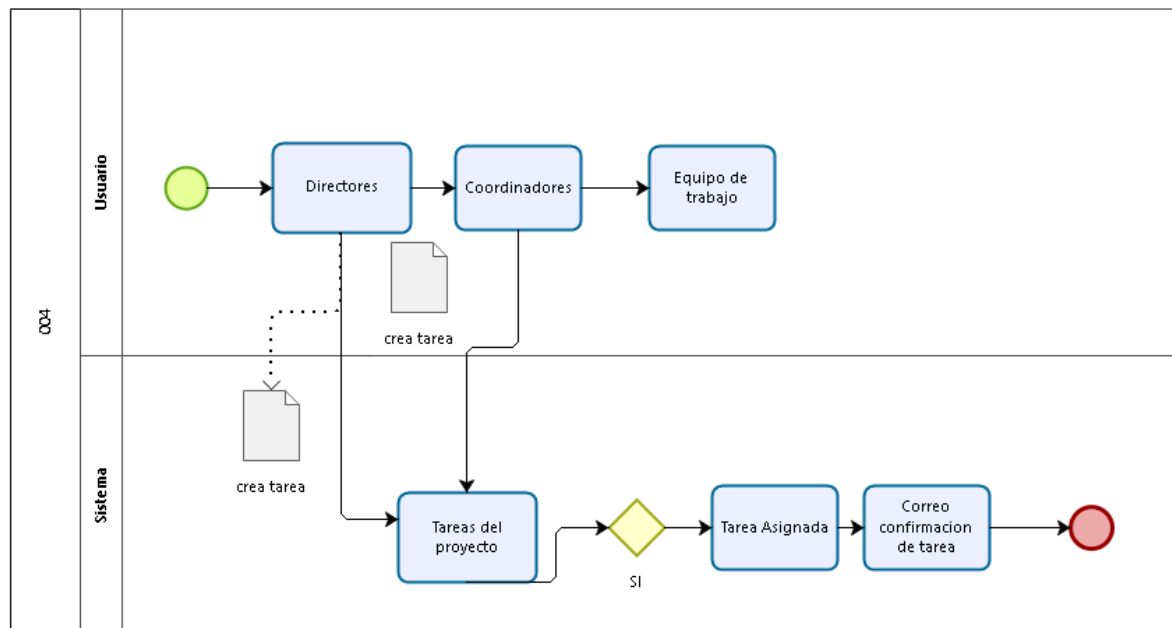 004
Usuario
Directores
Coordinadores
Equipo de
trabajo
crea tarea
Sistema
crea tarea
Tareas del
proyecto
SI
Tarea Asignada
Correo
confirmacion
de tarea